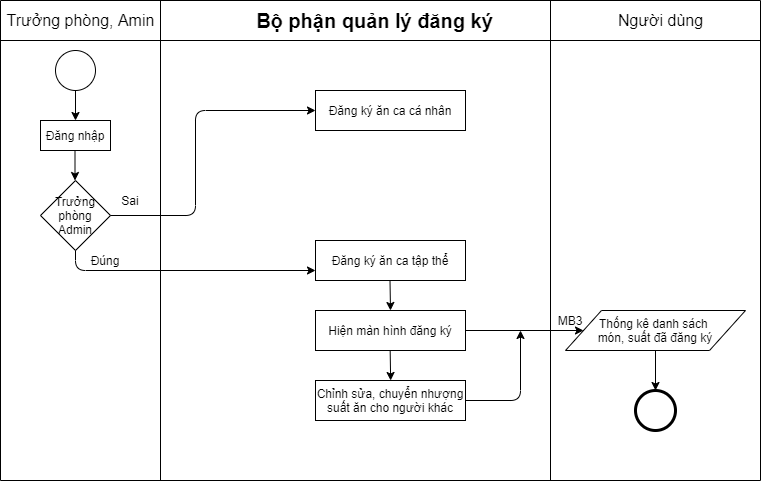 Trưởng phòng, Amin
Bộ phận quản lý đăng ký
Người dùng
Đăng nhập
Đăng ký ăn ca cá nhân
Sai
Trưởng
phòng
Admin
Đúng
Đăng ký ăn ca tập thể
Hiện màn hình đăng ký
MB3
Thống kê danh sách
món, suất đã đăng ký
Chỉnh sửa, chuyển nhượng
suất ăn cho người khác